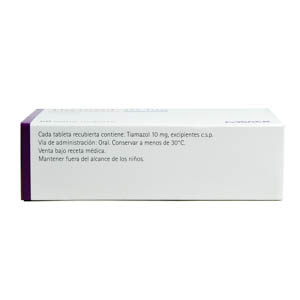 Cada tableta recubierta contiene: Tiamazol 10 mg, excipientes c.s.p.
Vía de administración: Oral. Conservar a menos de 30°C.
Venta bajo receta médica.
Mantener fuera del alcance de los niños.